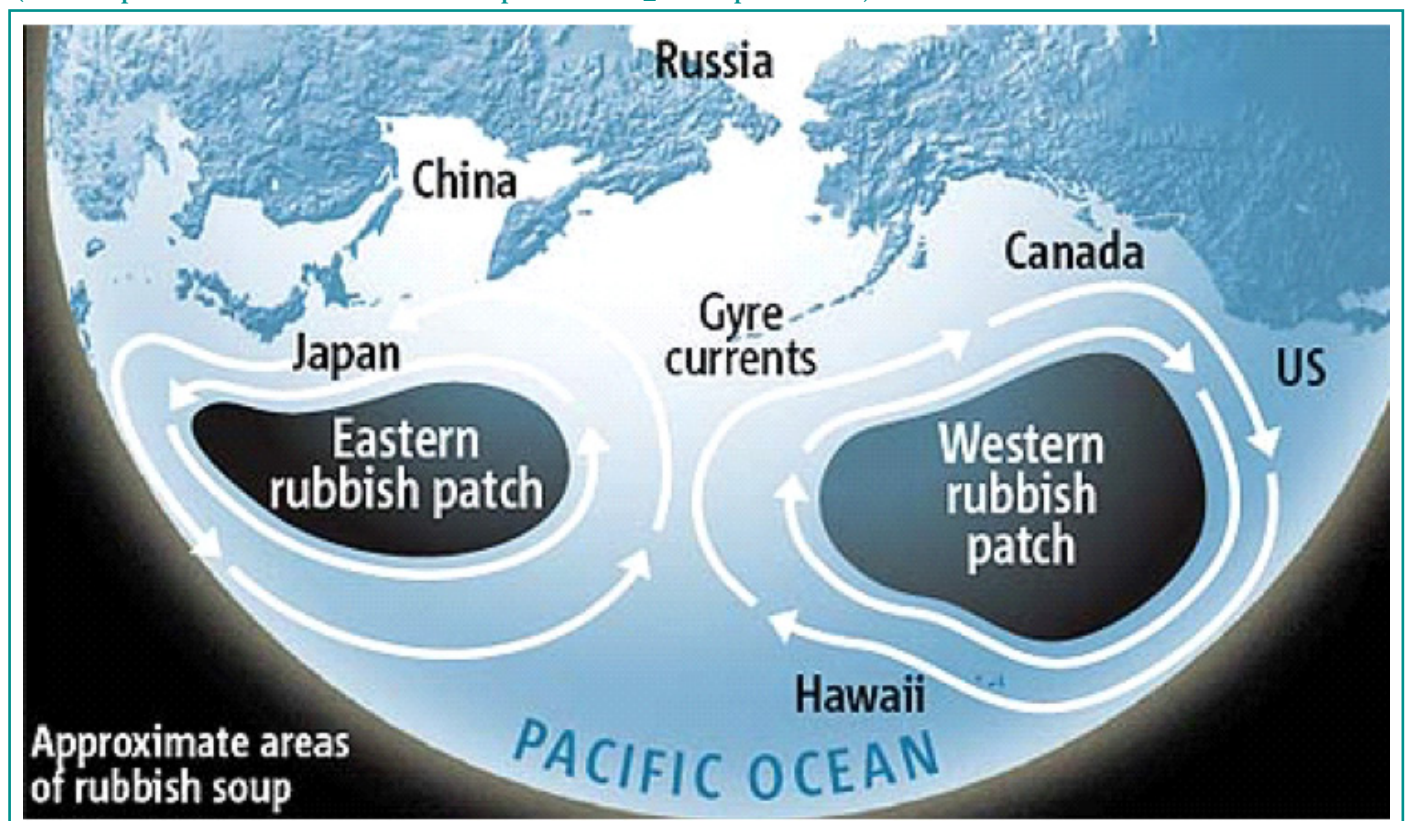 Russia
China
Canada
Gyre
currents
Japan
US
Eastern
rubbish patch
Western
rubbish
patch
Hawaii
PACIFIC OCEAN
Approximate areas
of rubbish soup